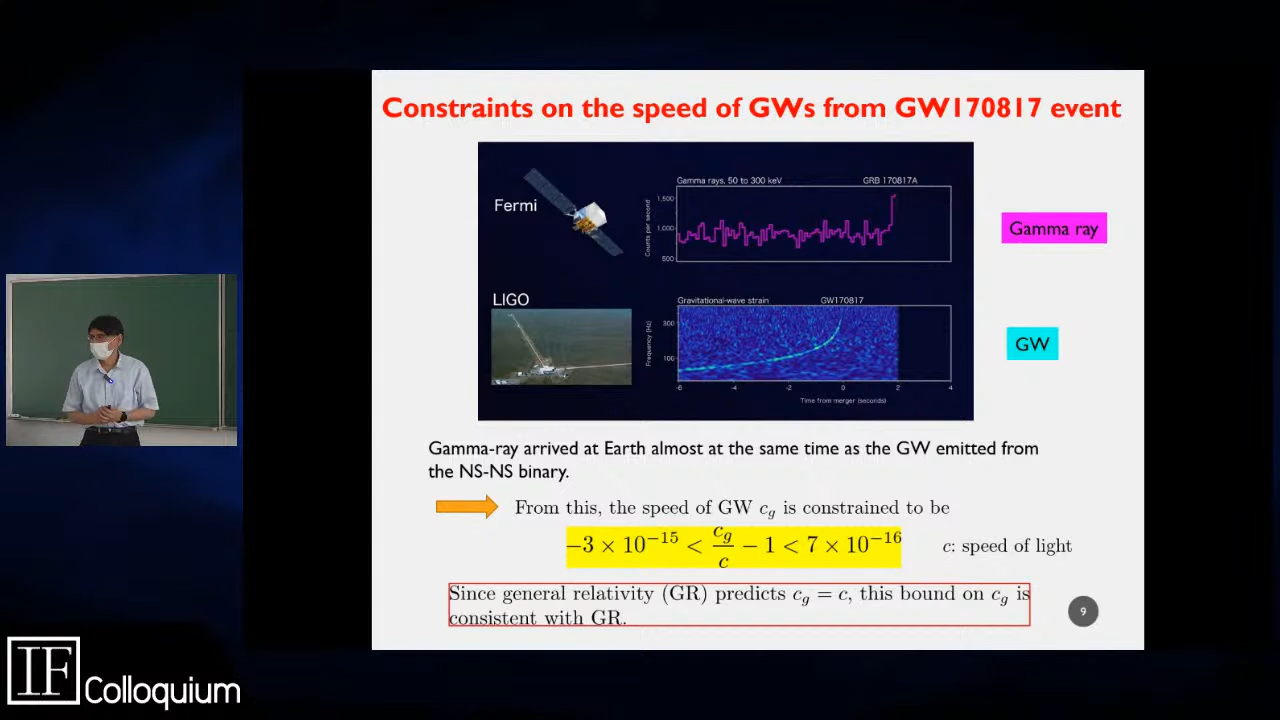 Constraints on the speed of GWs from GW170817 event
Fermi
Gamma rays, 50 to 300 keV
GRB 170817A
Counts per second
1,500
1,000
500
Gamma ray
LIGO
Gravitational-wave strain
GW170817
Frequency (Hz)
300
100
-6
-4
-2
0
2
4
Time from merger (seconds)
GW
Gamma-ray arrived at Earth almost at the same time as the GW emitted from
the NS-NS binary.
From this, the speed of GW c_g is constrained to be
−3 × 10^{−15} < c_g/c − 1 < 7 × 10^{−16}
c: speed of light
Since general relativity (GR) predicts c_g = c, this bound on c_g is
consistent with GR.
9
IF Colloquium